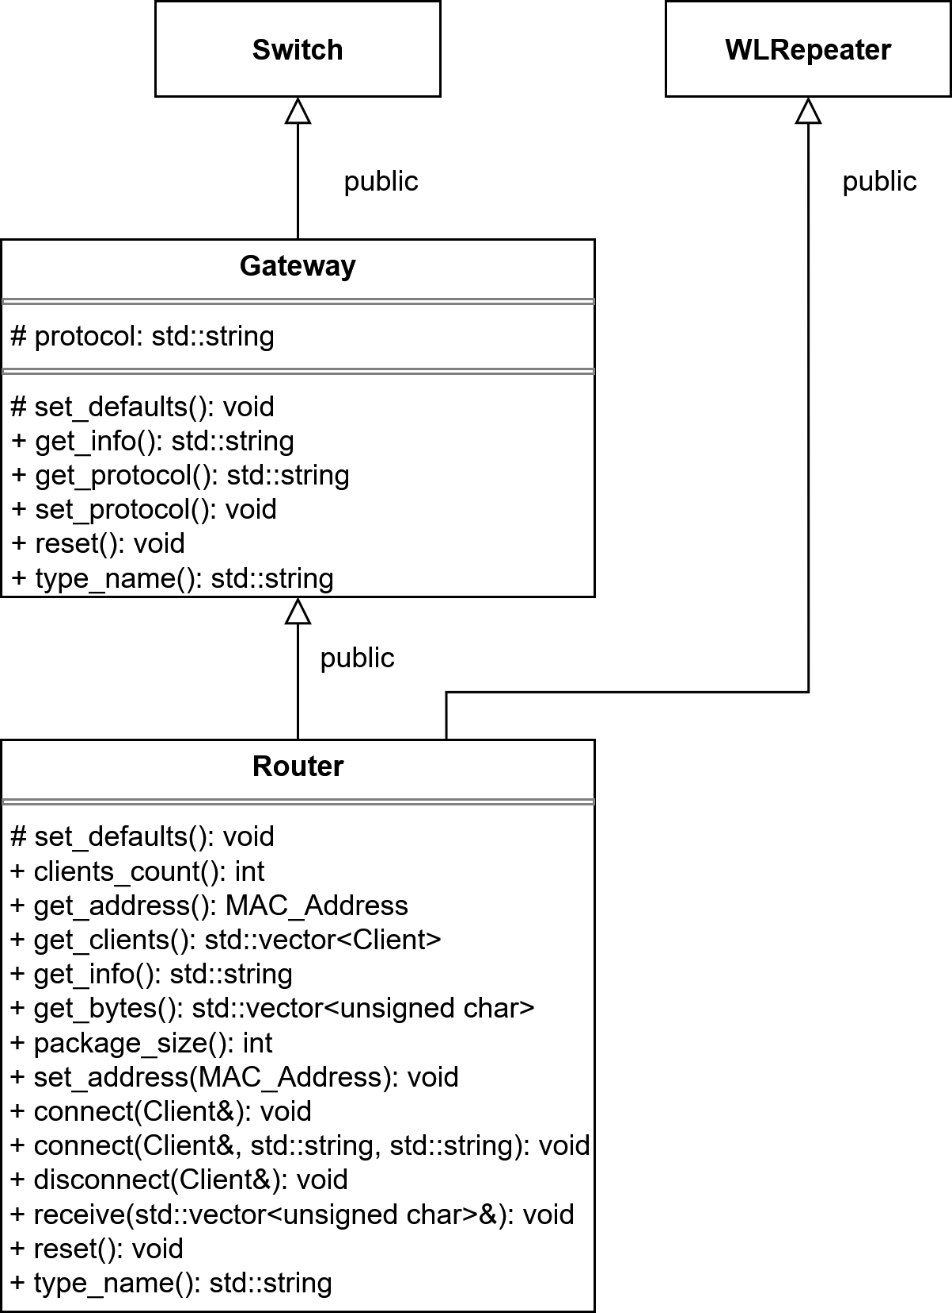 Switch
WLRepeater
public
public
Gateway
# protocol: std::string
# set_defaults(): void
+ get_info(): std::string
+ get_protocol(): std::string
+ set_protocol(): void
+ reset(): void
+ type_name(): std::string
public
Router
# set_defaults(): void
+ clients_count(): int
+ get_address(): MAC_Address
+ get_clients(): std::vector<Client>
+ get_info(): std::string
+ get_bytes(): std::vector<unsigned char>
+ package_size(): int
+ set_address(MAC_Address): void
+ connect(Client&): void
+ connect(Client&, std::string, std::string): void
+ disconnect(Client&): void
+ receive(std::vector<unsigned char>&): void
+ reset(): void
+ type_name(): std::string